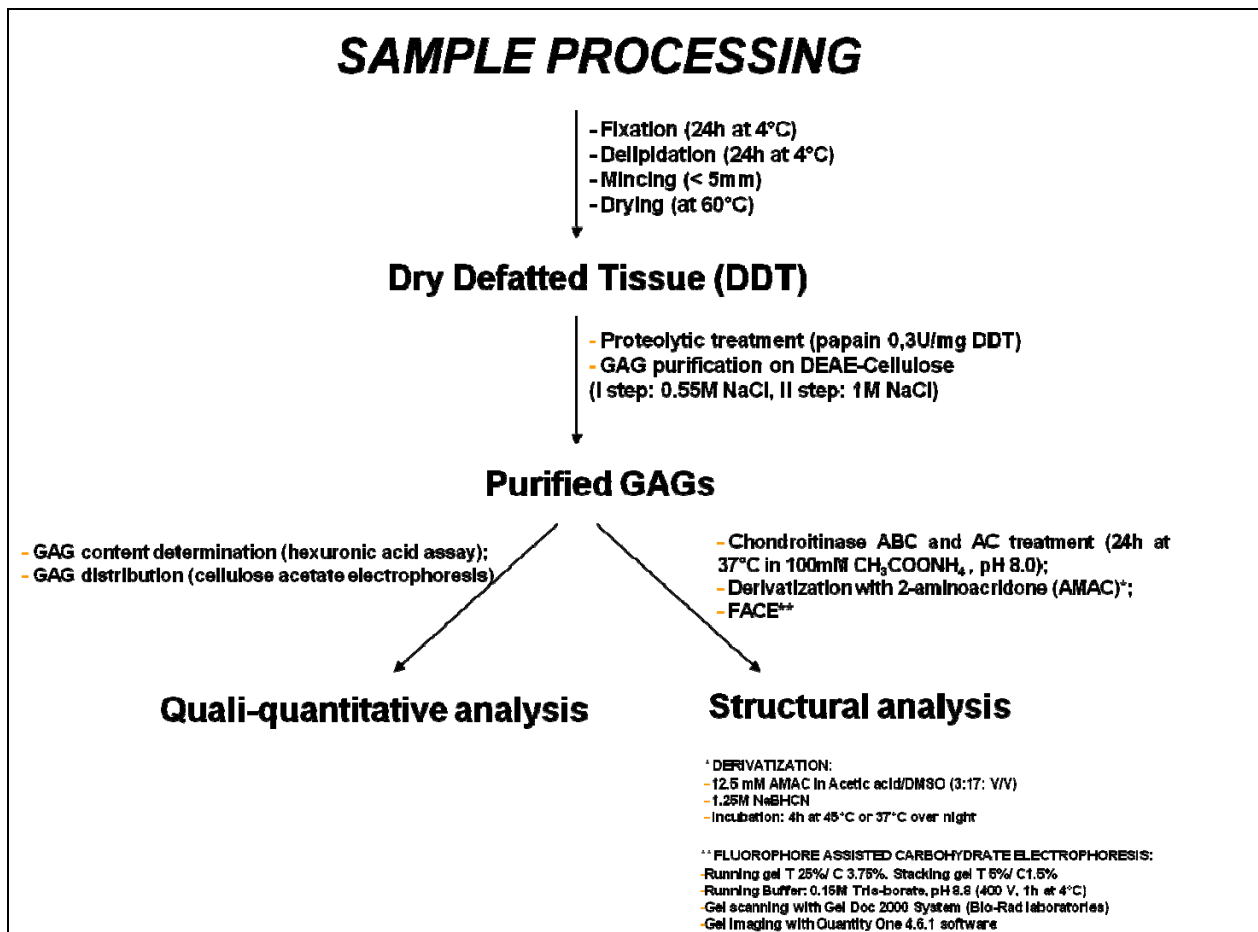 SAMPLE PROCESSING
- Fixation (24h at 4°C)
- Delipidation (24h at 4°C)
- Mincing (< 5mm)
- Drying (at 60°C)
Dry Defatted Tissue (DDT)
- Proteolytic treatment (papain 0,3U/mg DDT)
- GAG purification on DEAE-Cellulose
(I step: 0.55M NaCl, II step: 1M NaCl)
Purified GAGs
- GAG content determination (hexuronic acid assay);
- GAG distribution (cellulose acetate electrophoresis)
- Chondroitinase ABC and AC treatment (24h at
37°C in 100mM CH₃COONH₄ , pH 8.0);
- Derivatization with 2-aminoacridone (AMAC)*;
- FACE**
Quali-quantitative analysis
Structural analysis
* DERIVATIZATION:
- 12.5 mM AMAC in Acetic acid/DMSO (3:17: V/V)
- 1.25M NaBHCN
- Incubation: 4h at 45°C or 37°C over night
** FLUOROPHORE ASSISTED CARBOHYDRATE ELECTROPHORESIS:
-Running gel T 25%/ C 3.75%. Stacking gel T 5%/ C1.5%
-Running Buffer: 0.15M Tris-borate, pH 8.8 (400 V, 1h at 4°C)
-Gel scanning with Gel Doc 2000 System (Bio-Rad laboratories)
-Gel imaging with Quantity One 4.6.1 software